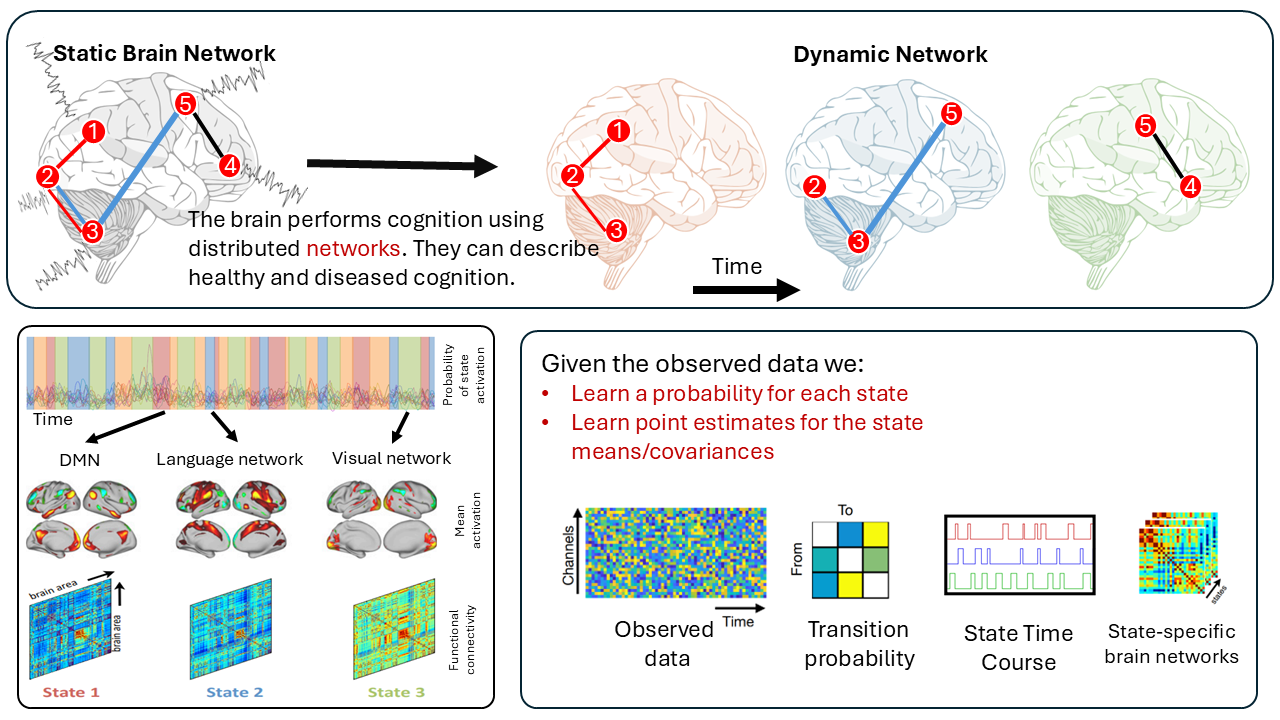 Static Brain Network
Dynamic Network
1
2
3
5
4
1
2
3
5
2
3
5
4
The brain performs cognition using
distributed networks. They can describe
healthy and diseased cognition.
Time
Probability
of state
activation
Time
DMN
Language network
Visual network
Mean
activation
brain area
brain area
Functional
connectivity
State 1
State 2
State 3
Given the observed data we:
• Learn a probability for each state
• Learn point estimates for the state
means/covariances
Channels
Time
Observed
data
To
From
Transition
probability
State Time
Course
states
State-specific
brain networks